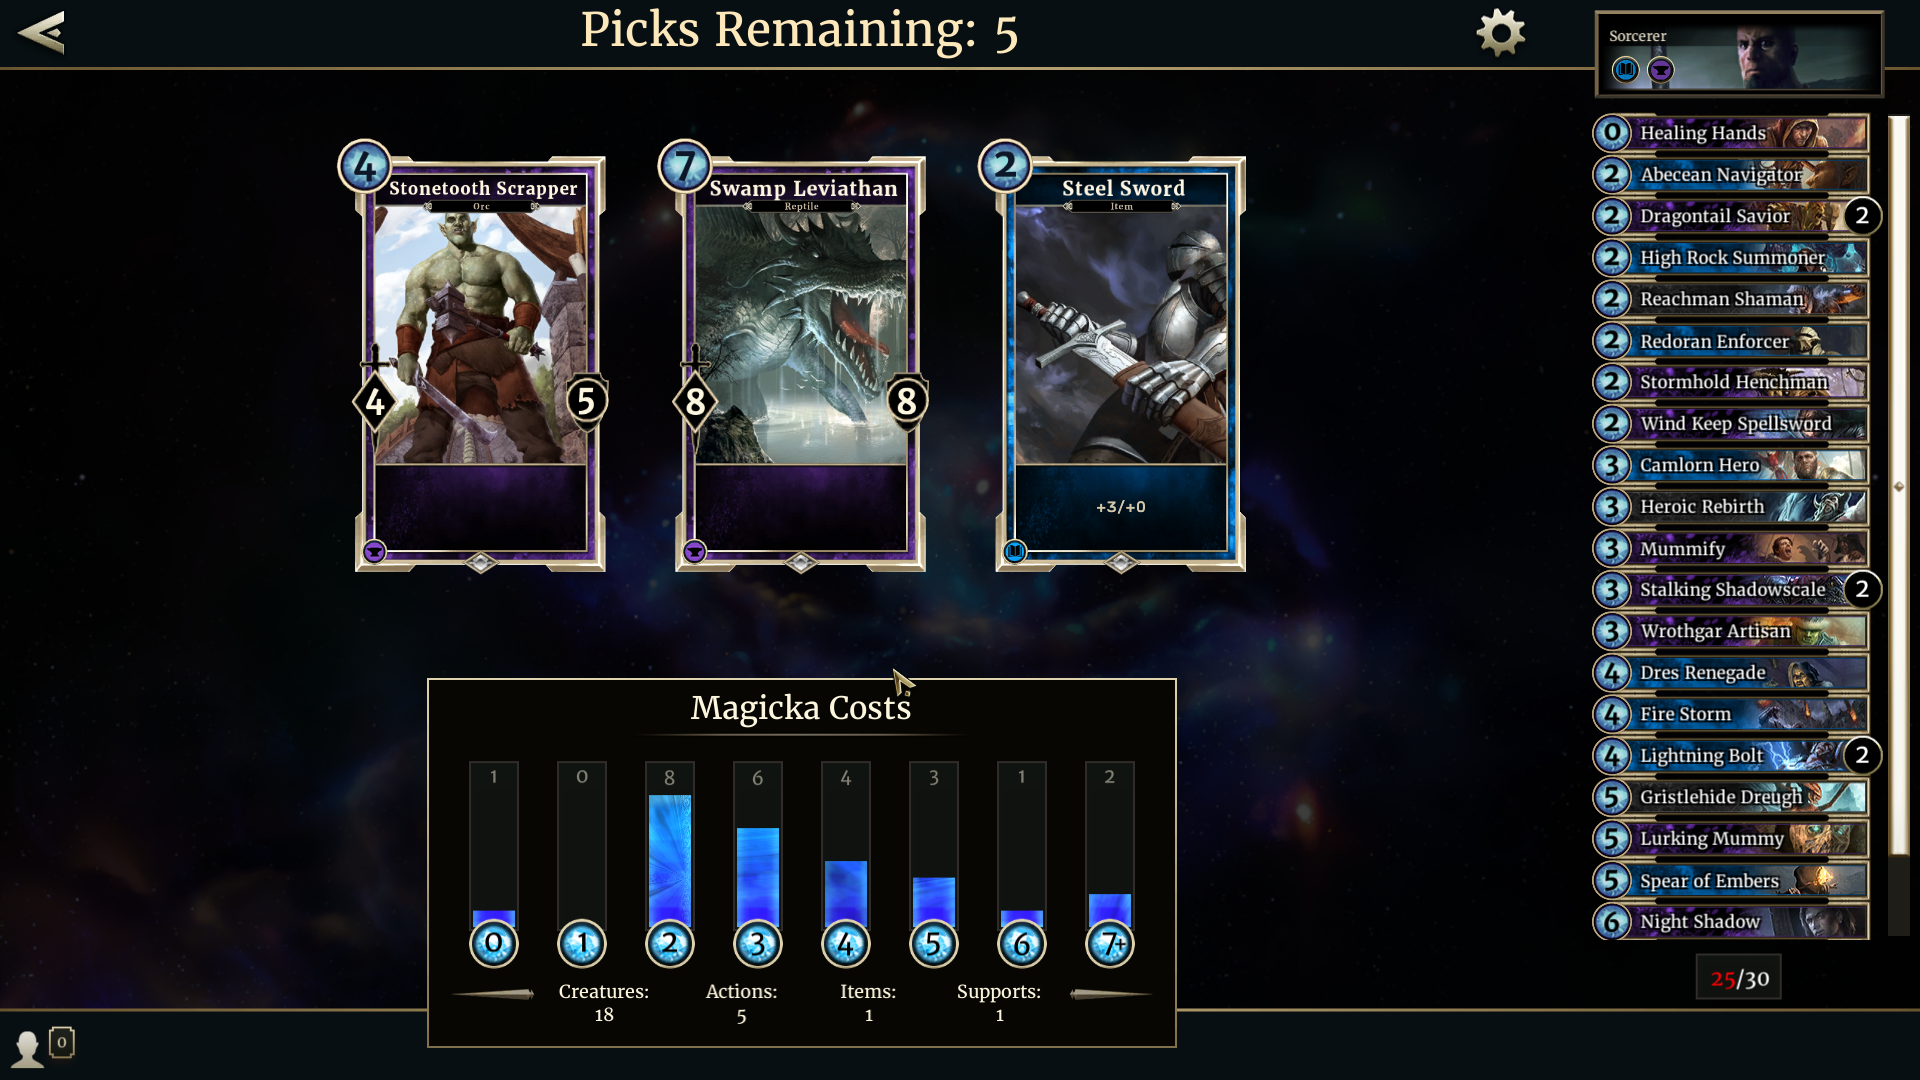 Picks Remaining: 5
Sorcerer
4
Stonetooth Scrapper
Orc
4
5
7
Swamp Leviathan
Reptile
8
8
2
Steel Sword
Item
+3/+0
0 Healing Hands
2 Abecean Navigator
2 Dragontail Savior 2
2 High Rock Summoner
2 Reachman Shaman
2 Redoran Enforcer
2 Stormhold Henchman
2 Wind Keep Spellsword
3 Camlorn Hero
3 Heroic Rebirth
3 Mummify
3 Stalking Shadowscale 2
3 Wrothgar Artisan
4 Dres Renegade
4 Fire Storm
4 Lightning Bolt 2
5 Gristlehide Dreugh
5 Lurking Mummy
5 Spear of Embers
6 Night Shadow
25/30
Magicka Costs
1 0 8 6 4 3 1 2
0 1 2 3 4 5 6 7+
Creatures: Actions: Items: Supports:
18 5 1 1
0